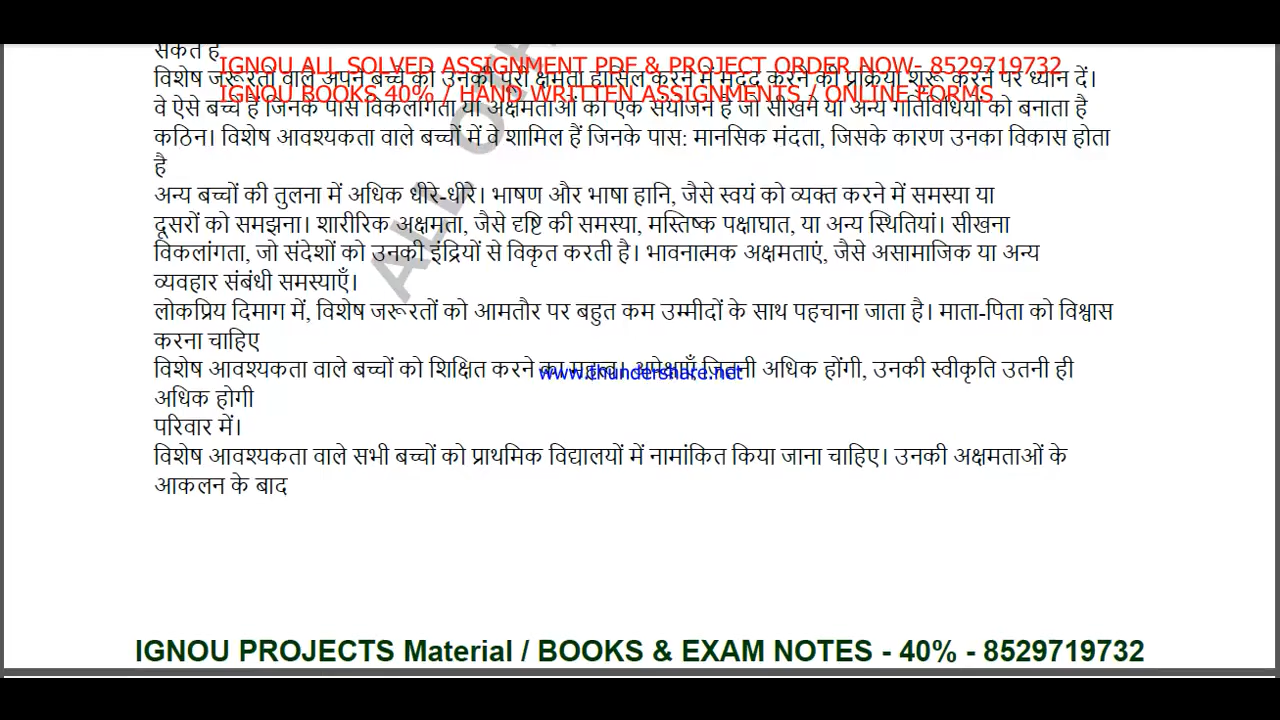 सकते हैं
IGNOU ALL SOLVED ASSIGNMENT PDF & PROJECT ORDER NOW- 8529719732
विशेष जरूरतों वाले अपने बच्चे को उनकी पूरी क्षमता हासिल करने में मदद करने की प्रक्रिया शुरू करने पर ध्यान दें।
IGNOU BOOKS 40% / HAND WRITTEN ASSIGNMENTS / ONLINE FORMS
वे ऐसे बच्चे हैं जिनके पास विकलांगता या अक्षमताओं का एक संयोजन है जो सीखने या अन्य गतिविधियों को बनाता है
कठिन। विशेष आवश्यकता वाले बच्चों में वे शामिल हैं जिनके पास: मानसिक मंदता, जिसके कारण उनका विकास होता
है
अन्य बच्चों की तुलना में अधिक धीरे-धीरे। भाषण और भाषा हानि, जैसे स्वयं को व्यक्त करने में समस्या या
दूसरों को समझना। शारीरिक अक्षमता, जैसे दृष्टि की समस्या, मस्तिष्क पक्षाघात, या अन्य स्थितियां। सीखना
विकलांगता, जो संदेशों को उनकी इंद्रियों से विकृत करती है। भावनात्मक अक्षमताएं, जैसे असामाजिक या अन्य
व्यवहार संबंधी समस्याएँ।
लोकप्रिय दिमाग में, विशेष जरूरतों को आमतौर पर बहुत कम उम्मीदों के साथ पहचाना जाता है। माता-पिता को विश्वास
करना चाहिए
विशेष आवश्यकता वाले बच्चों को शिक्षित करने का महत्व। अपेक्षाएँ जितनी अधिक होंगी, उनकी स्वीकृति उतनी ही
www.thundershare.net
अधिक होगी
परिवार में।
विशेष आवश्यकता वाले सभी बच्चों को प्राथमिक विद्यालयों में नामांकित किया जाना चाहिए। उनकी अक्षमताओं के
आकलन के बाद
ALL
IGNOU PROJECTS Material / BOOKS & EXAM NOTES - 40% - 8529719732